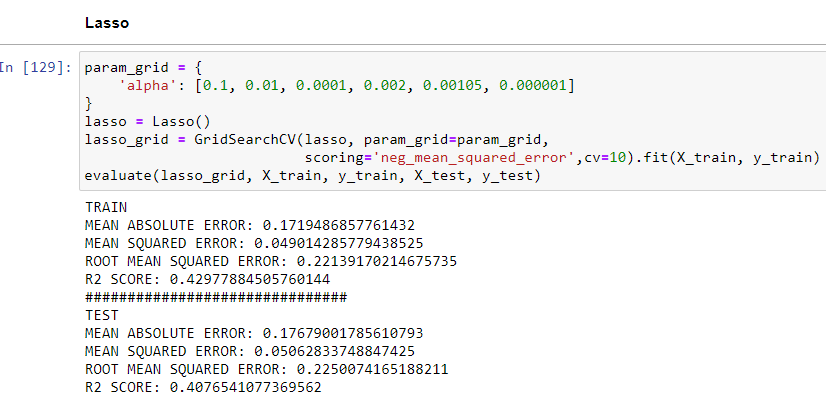 Lasso
In [129]:
param_grid = {
    'alpha': [0.1, 0.01, 0.0001, 0.002, 0.00105, 0.000001]
}
lasso = Lasso()
lasso_grid = GridSearchCV(lasso, param_grid=param_grid,
                          scoring='neg_mean_squared_error',cv=10).fit(X_train, y_train)
evaluate(lasso_grid, X_train, y_train, X_test, y_test)
TRAIN
MEAN ABSOLUTE ERROR: 0.1719486857761432
MEAN SQUARED ERROR: 0.049014285779438525
ROOT MEAN SQUARED ERROR: 0.22139170214675735
R2 SCORE: 0.42977884505760144
###############################
TEST
MEAN ABSOLUTE ERROR: 0.17679001785610793
MEAN SQUARED ERROR: 0.05062833748847425
ROOT MEAN SQUARED ERROR: 0.2250074165188211
R2 SCORE: 0.4076541077369562